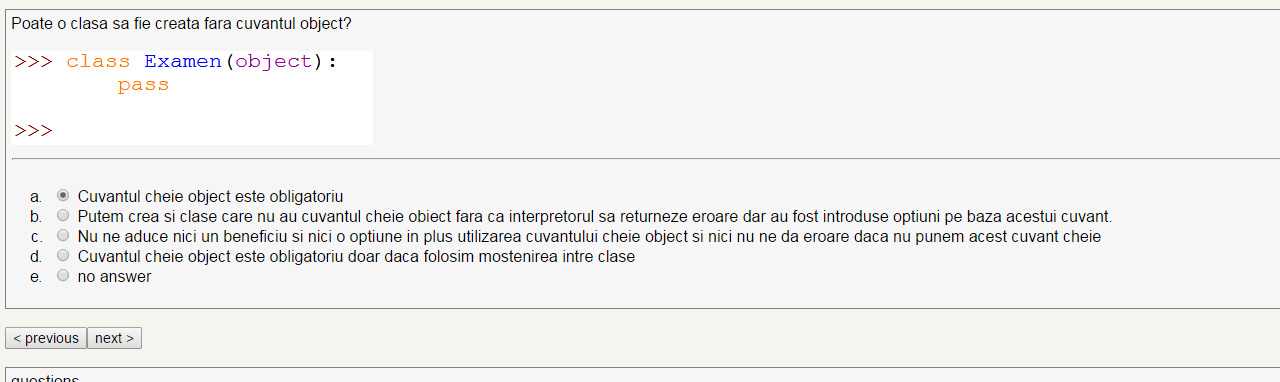 Poate o clasa sa fie creata fara cuvantul object?
>>> class Examen(object):
pass
>>>
a. Cuvantul cheie object este obligatoriu
b. Putem crea si clase care nu au cuvantul cheie obiect fara ca interpretorul sa returneze eroare dar au fost introduse optiuni pe baza acestui cuvant.
c. Nu ne aduce nici un beneficiu si nici o optiune in plus utilizarea cuvantului cheie object si nici nu ne da eroare daca nu punem acest cuvant cheie
d. Cuvantul cheie object este obligatoriu doar daca folosim mostenirea intre clase
e. no answer
< previous next >
questions